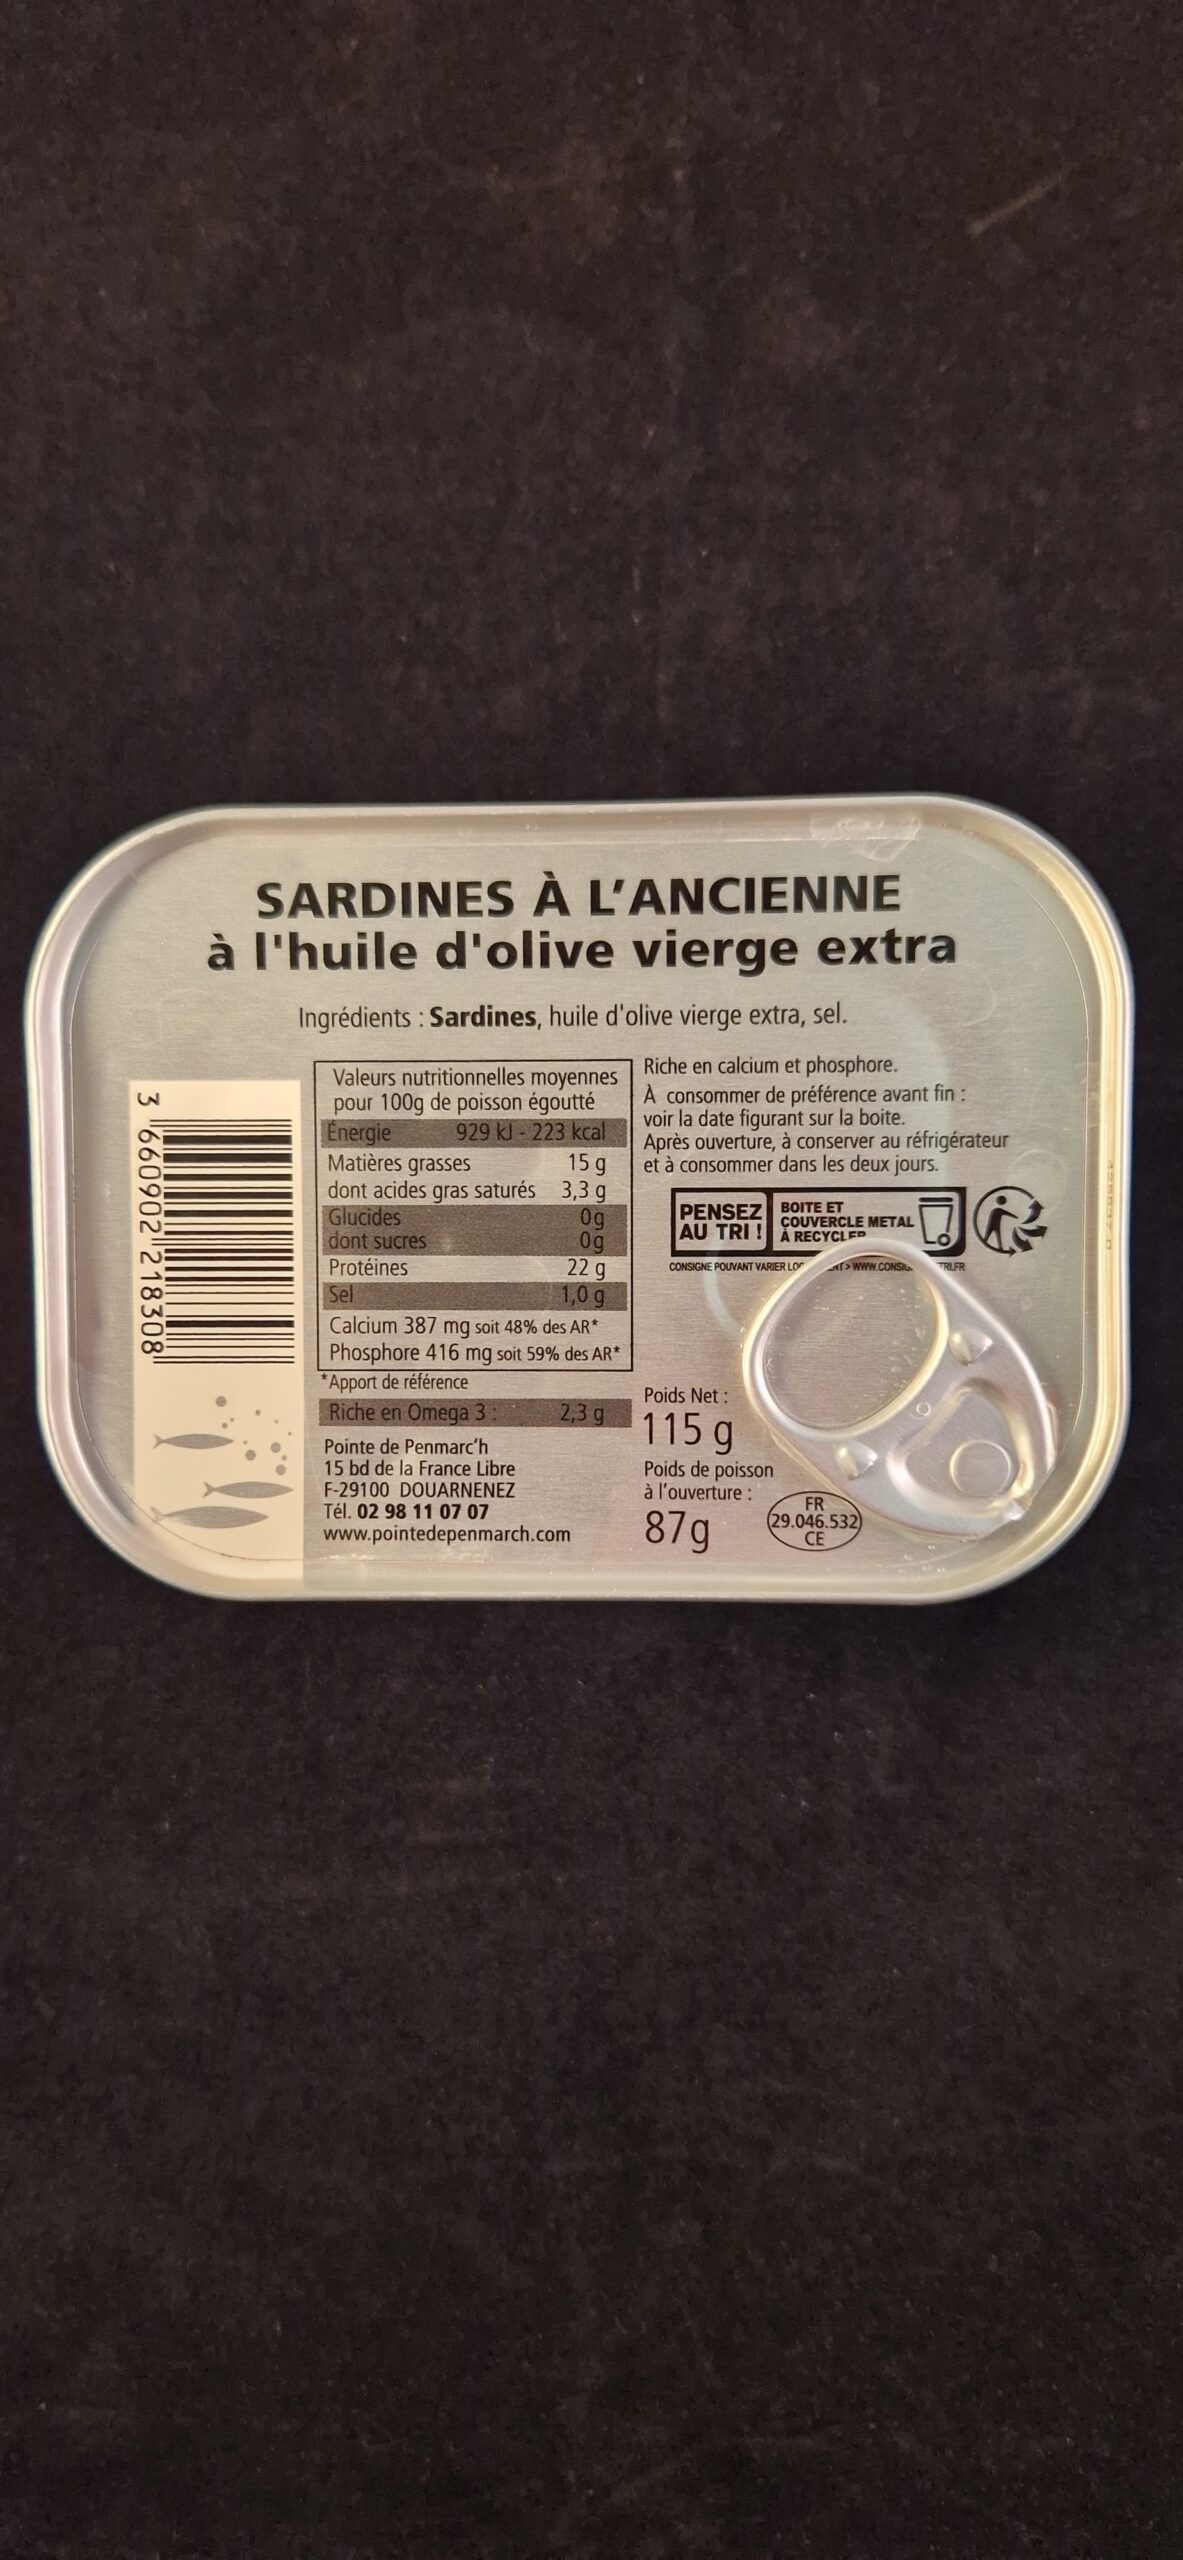 SARDINES À L'ANCIENNE
à l'huile d'olive vierge extra
Ingrédients : Sardines, huile d'olive vierge extra, sel.
3 660902 218308
Valeurs nutritionnelles moyennes
pour 100g de poisson égoutté
Énergie 929 kJ - 223 kcal
Matières grasses 15 g
dont acides gras saturés 3,3 g
Glucides 0g
dont sucres 0g
Protéines 22 g
Sel 1,0 g
Calcium 387 mg soit 48% des AR*
Phosphore 416 mg soit 59% des AR*
*Apport de référence
Riche en Omega 3 : 2,3 g
Pointe de Penmarc'h
15 bd de la France Libre
F-29100 DOUARNENEZ
Tél. 02 98 11 07 07
www.pointedepenmarch.com
Riche en calcium et phosphore.
À consommer de préférence avant fin :
voir la date figurant sur la boite.
Après ouverture, à conserver au réfrigérateur
et à consommer dans les deux jours.
PENSEZ
AU TRI !
BOITE ET
COUVERCLE METAL
À RECYCLER
CONSIGNE POUVANT VARIER
Poids Net :
115 g
Poids de poisson
à l'ouverture :
87g
FR
29.046.532
CE